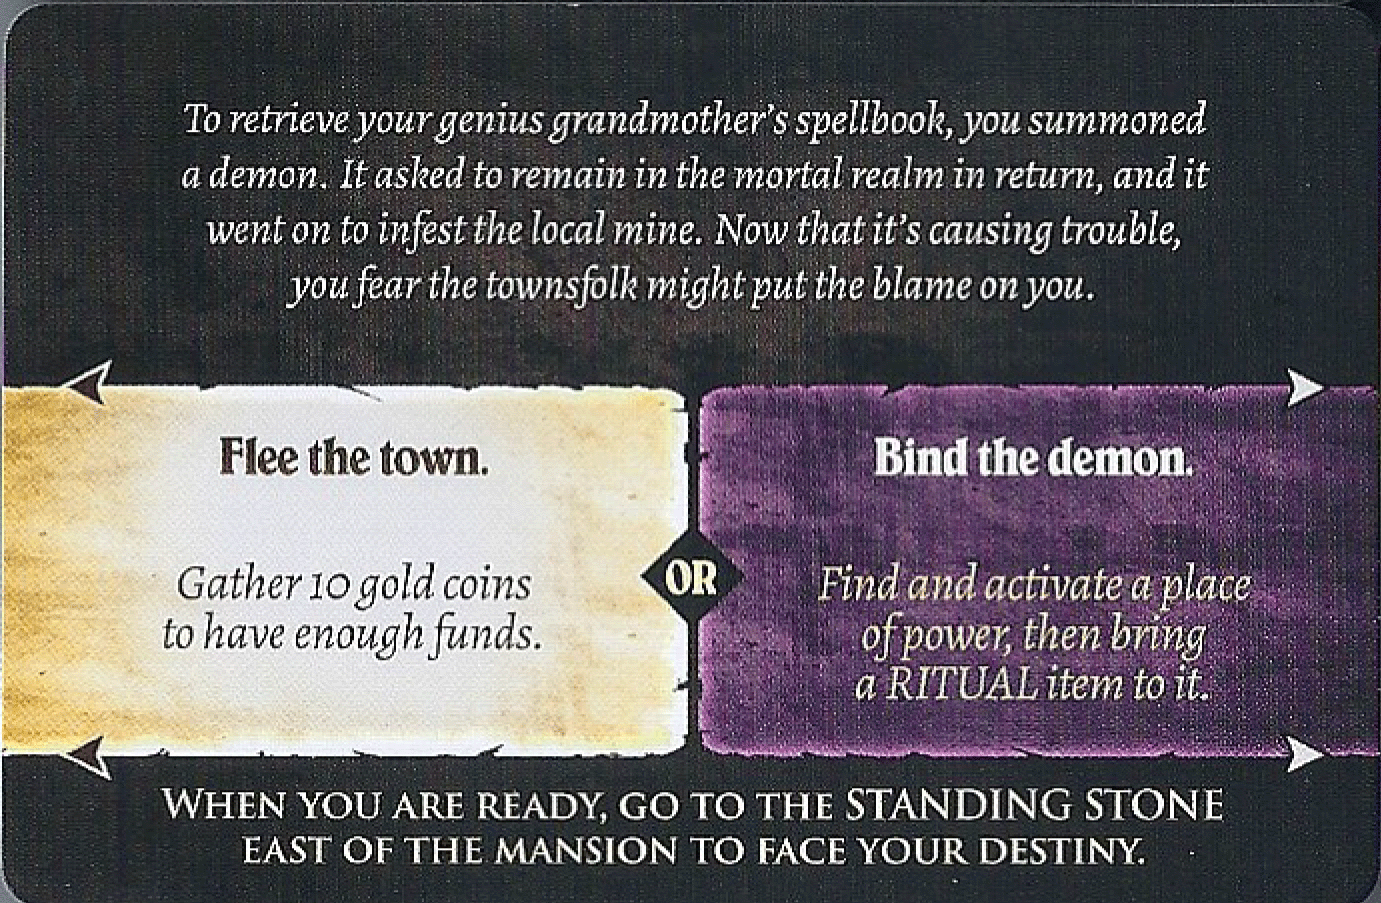 To retrieve your genius grandmother's spellbook, you summoned
a demon. It asked to remain in the mortal realm in return, and it
went on to infest the local mine. Now that it's causing trouble,
you fear the townsfolk might put the blame on you.
Flee the town.
Gather 10 gold coins
to have enough funds.
OR
Bind the demon.
Find and activate a place
of power, then bring
a RITUAL item to it.
WHEN YOU ARE READY, GO TO THE STANDING STONE
EAST OF THE MANSION TO FACE YOUR DESTINY.